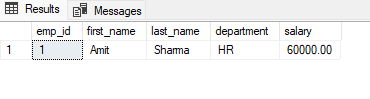 Results Messages
emp_id first_name last_name department salary
1 1 Amit Sharma HR 60000.00